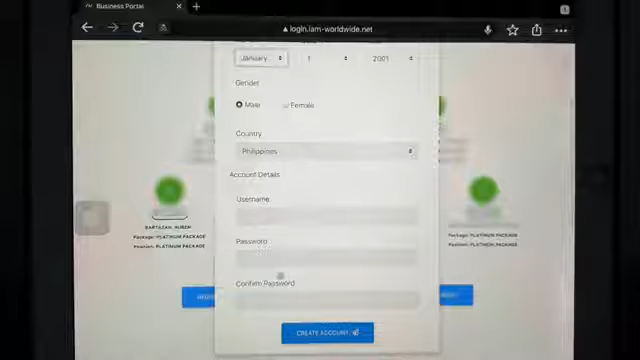 Business Portal
login.iam-worldwide.net
January 1 2001
Gender
Male Female
Country
Philippines
Account Details
Username
Password
Confirm Password
CREATE ACCOUNT
Package: PLATINUM PACKAGE
Position: PLATINUM PACKAGE
Package: PLATINUM PACKAGE
Position: PLATINUM PACKAGE